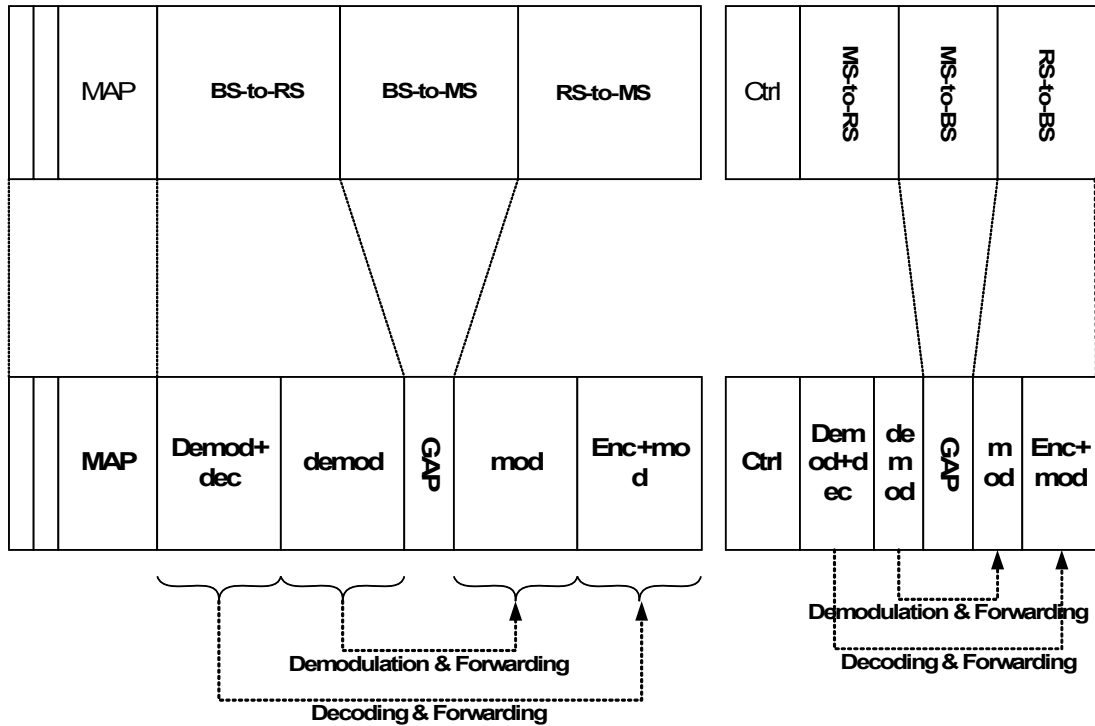 MAP
BS-to-RS
BS-to-MS
RS-to-MS
Ctrl
MS-to-RS
MS-to-BS
RS-to-BS
MAP
Demod+
dec
demod
GAP
mod
Enc+mo
d
Ctrl
Dem
od+d
ec
de
m
od
GAP
m
od
Enc+
mod
Demodulation & Forwarding
Decoding & Forwarding
Demodulation & Forwarding
Decoding & Forwarding